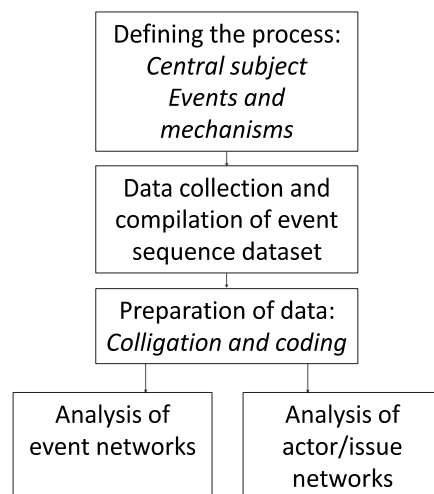 Defining the process:
Central subject
Events and
mechanisms
Data collection and
compilation of event
sequence dataset
Preparation of data:
Colligation and coding
Analysis of
event networks
Analysis of
actor/issue
networks